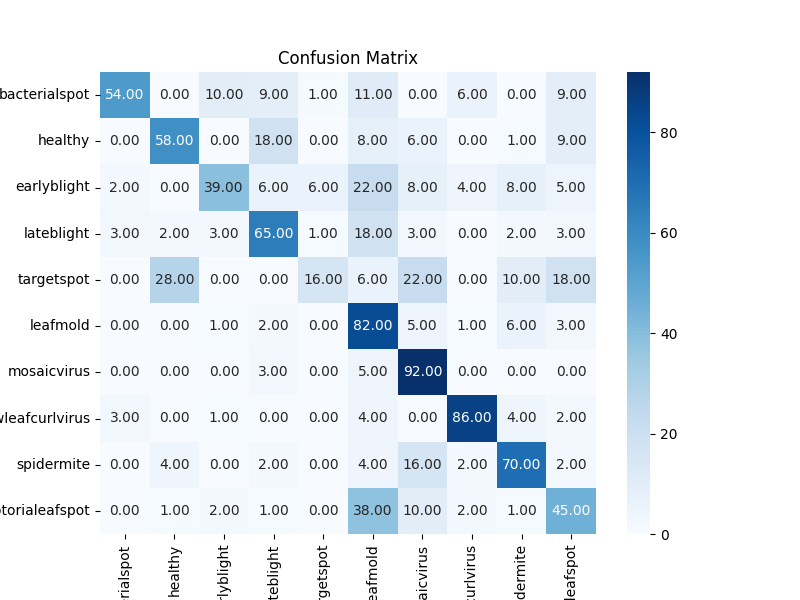 Confusion Matrix
bacterialspot 54.00 0.00 10.00 9.00 1.00 11.00 0.00 6.00 0.00 9.00
healthy 0.00 58.00 0.00 18.00 0.00 8.00 6.00 0.00 1.00 9.00
earlyblight 2.00 0.00 39.00 6.00 6.00 22.00 8.00 4.00 8.00 5.00
lateblight 3.00 2.00 3.00 65.00 1.00 18.00 3.00 0.00 2.00 3.00
targetspot 0.00 28.00 0.00 0.00 16.00 6.00 22.00 0.00 10.00 18.00
leafmold 0.00 0.00 1.00 2.00 0.00 82.00 5.00 1.00 6.00 3.00
mosaicvirus 0.00 0.00 0.00 3.00 0.00 5.00 92.00 0.00 0.00 0.00
wleafcurlvirus 3.00 0.00 1.00 0.00 0.00 4.00 0.00 86.00 4.00 2.00
spidermite 0.00 4.00 0.00 2.00 0.00 4.00 16.00 2.00 70.00 2.00
torialeafspot 0.00 1.00 2.00 1.00 0.00 38.00 10.00 2.00 1.00 45.00
rialspot
healthy
rlyblight
teblight
rgetspot
eafmold
aicvirus
urlvirus
dermite
leafspot
80
60
40
20
0